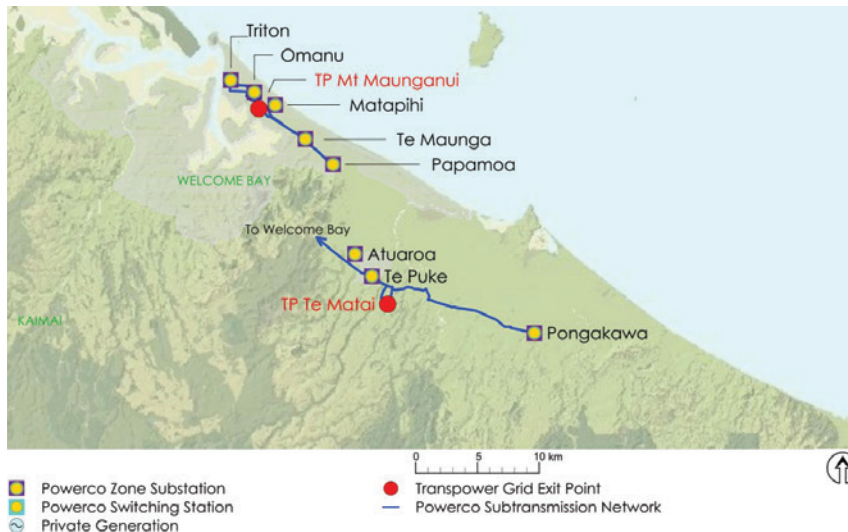 Triton
Omanu
TP Mt Maunganui
Matapihi
Te Maunga
Papamoa
WELCOME BAY
To Welcome Bay
Atuaroa
Te Puke
TP Te Matai
KAIMAI
Pongakawa
0 5 10 km
Powerco Zone Substation
Powerco Switching Station
Private Generation
Transpower Grid Exit Point
Powerco Subtransmission Network